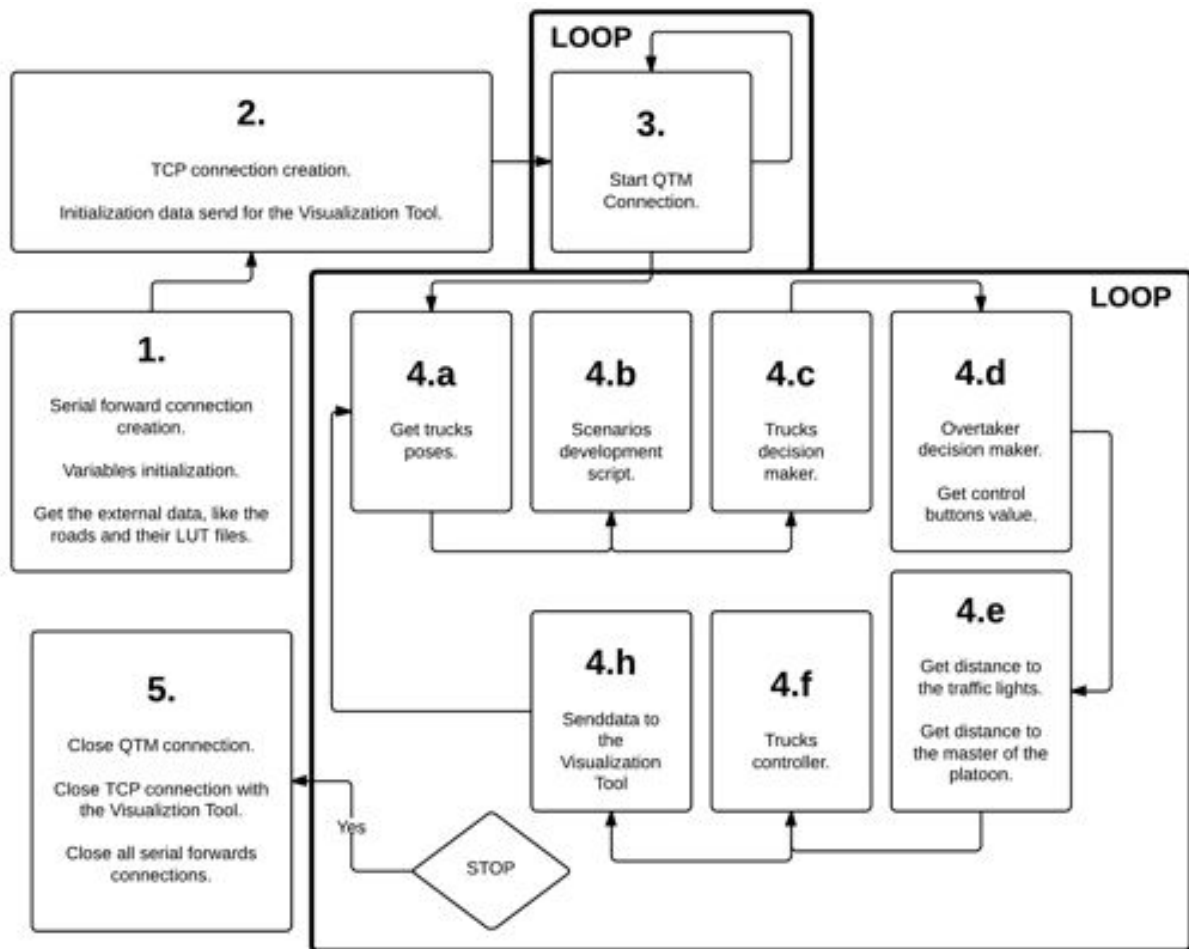 LOOP
2.
TCP connection creation.
Initialization data send for the Visualization Tool.
3.
Start QTM
Connection.
LOOP
1.
Serial forward connection
creation.
Variables initialization.
Get the external data, like the
roads and their LUT files.
4.a
Get trucks
poses.
4.b
Scenarios
development
script.
4.c
Trucks
decision
maker.
4.d
Overtaker
decision maker.
Get control
buttons value.
4.e
Get distance to
the traffic lights.
Get distance to
the master of the
platoon.
4.f
Trucks
controller.
4.h
Senddata to
the
Visualization
Tool
5.
Close QTM connection.
Close TCP connection with
the Visualiztion Tool.
Close all serial forwards
connections.
Yes
STOP